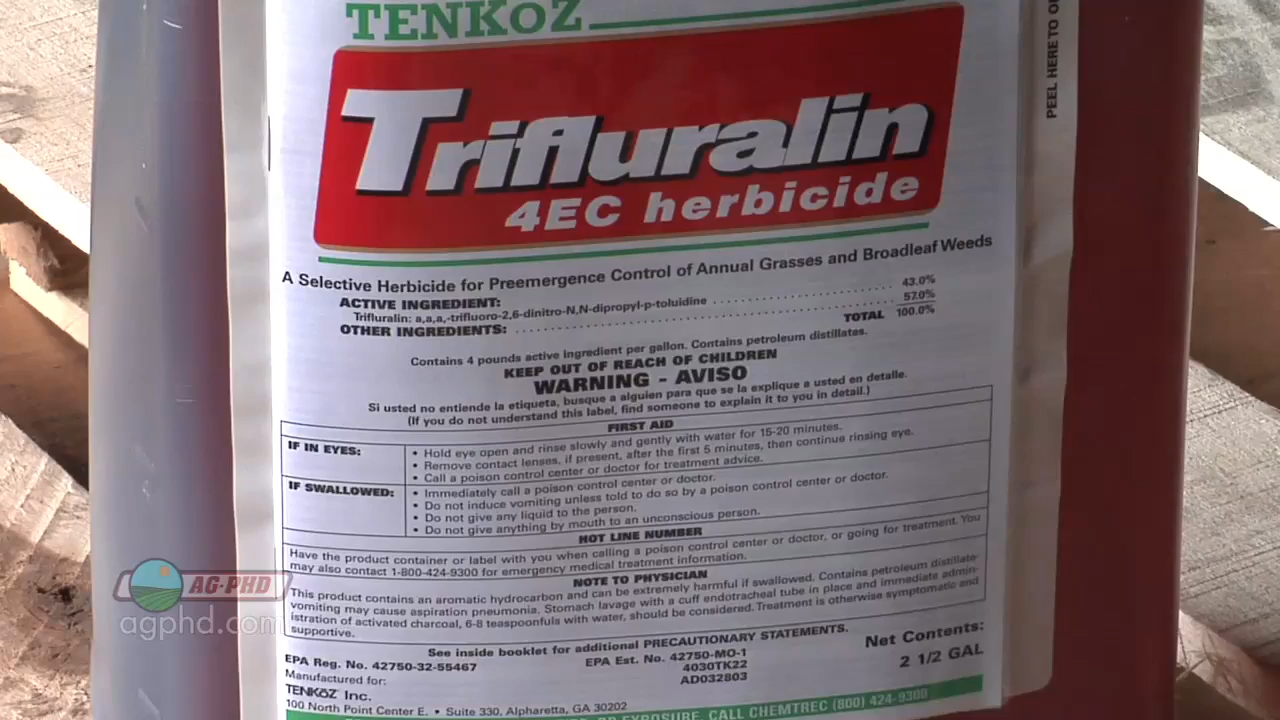 TENKOZ
Trifluralin
4EC herbicide
A Selective Herbicide for Preemergence Control of Annual Grasses and Broadleaf Weeds
ACTIVE INGREDIENT:
Trifluralin: a,a,a,-trifluoro-2,6-dinitro-N,N-dipropyl-p-toluidine 43.0%
OTHER INGREDIENTS: 57.0%
TOTAL 100.0%
Contains 4 pounds active ingredient per gallon. Contains petroleum distillates.
KEEP OUT OF REACH OF CHILDREN
WARNING - AVISO
Si usted no entiende la etiqueta, busque a alguien para que se la explique a usted en detalle.
(If you do not understand this label, find someone to explain it to you in detail.)
FIRST AID
IF IN EYES:
• Hold eye open and rinse slowly and gently with water for 15-20 minutes.
• Remove contact lenses, if present, after the first 5 minutes, then continue rinsing eye.
• Call a poison control center or doctor for treatment advice.
IF SWALLOWED:
• Immediately call a poison control center or doctor.
• Do not induce vomiting unless told to do so by a poison control center or doctor.
• Do not give any liquid to the person.
• Do not give anything by mouth to an unconscious person.
HOT LINE NUMBER
Have the product container or label with you when calling a poison control center or doctor, or going for treatment. You
may also contact 1-800-424-9300 for emergency medical treatment information.
NOTE TO PHYSICIAN
This product contains an aromatic hydrocarbon and can be extremely harmful if swallowed. Contains petroleum distillate-
vomiting may cause aspiration pneumonia. Stomach lavage with a cuff endotracheal tube in place and immediate admin-
istration of activated charcoal, 6-8 teaspoonfuls with water, should be considered. Treatment is otherwise symptomatic and
supportive.
See inside booklet for additional PRECAUTIONARY STATEMENTS.
EPA Reg. No. 42750-32-55467
EPA Est. No. 42750-MO-1
4030TK22
AD032803
Net Contents:
2 1/2 GAL
Manufactured for:
TENKOZ Inc.
100 North Point Center E. • Suite 330, Alpharetta, GA 30202
EXPOSURE, CALL CHEMTREC (800) 424-9300
PEEL HERE TO
AG-PHD
agphd.com